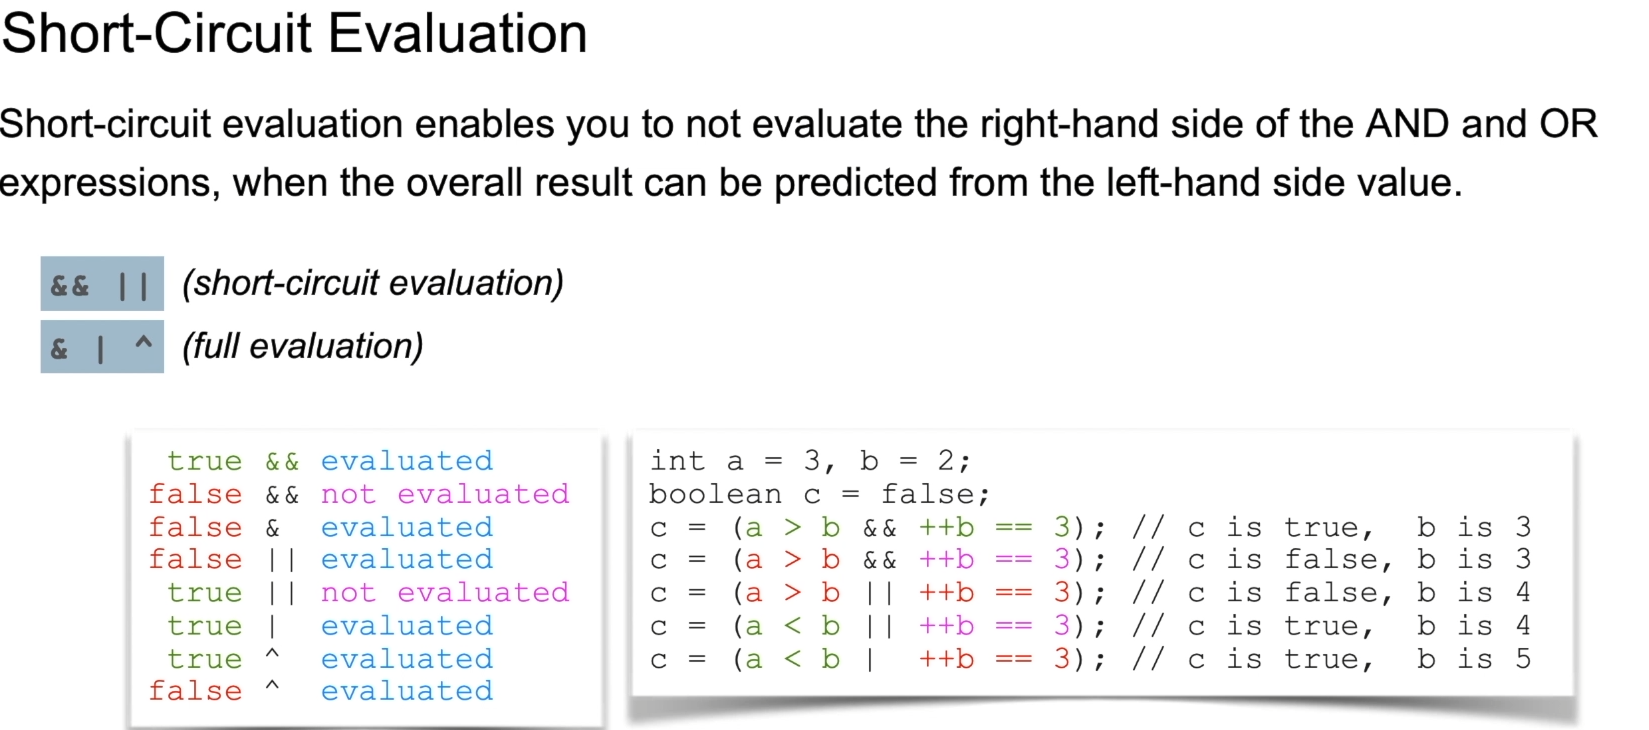 Short-Circuit Evaluation
Short-circuit evaluation enables you to not evaluate the right-hand side of the AND and OR
expressions, when the overall result can be predicted from the left-hand side value.
&& || (short-circuit evaluation)
& | ^ (full evaluation)
true && evaluated
false && not evaluated
false & evaluated
false || evaluated
true || not evaluated
true | evaluated
true ^ evaluated
false ^ evaluated
int a = 3, b = 2;
boolean c = false;
c = (a > b && ++b == 3); // c is true, b is 3
c = (a > b && ++b == 3); // c is false, b is 3
c = (a > b || ++b == 3); // c is false, b is 4
c = (a < b || ++b == 3); // c is true, b is 4
c = (a < b | ++b == 3); // c is true, b is 5